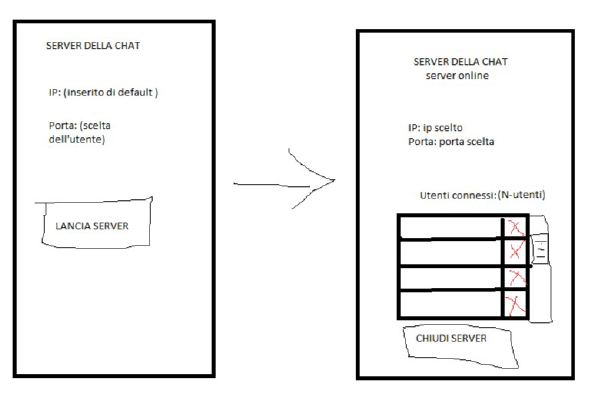 SERVER DELLA CHAT
IP: (inserito di default )
Porta: (scelta
dell'utente)
LANCIA SERVER
SERVER DELLA CHAT
server online
IP: ip scelto
Porta: porta scelta
Utenti connessi: (N-utenti)
CHIUDI SERVER